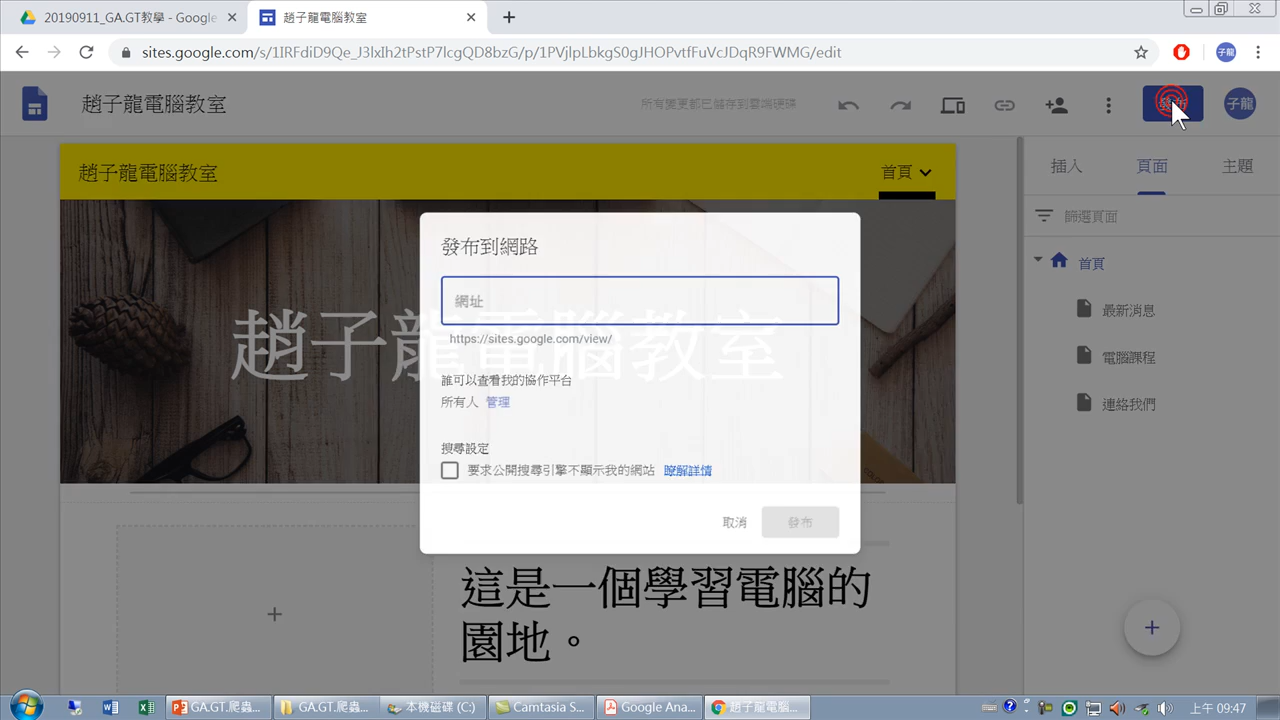 20190911_GA.GT教學 - Google
趙子龍電腦教室
sites.google.com/s/1IRFdiD9Qe_J3lxIh2tPstP7lcgQD8bzG/p/1PVjlpLbkgS0gJHOPvtfFuVcJDqR9FWMG/edit
子龍
趙子龍電腦教室
所有變更都已儲存到雲端硬碟
發布
子龍
趙子龍電腦教室
首頁
插入
頁面
主題
篩選頁面
首頁
最新消息
電腦課程
連絡我們
趙子龍電腦教室
發布到網路
網址
https://sites.google.com/view/
誰可以查看我的協作平台
所有人 管理
搜尋設定
要求公開搜尋引擎不顯示我的網站 瞭解詳情
取消
發布
這是一個學習電腦的
園地。
GA.GT.爬蟲...
GA.GT.爬蟲...
本機磁碟 (C:)
Camtasia S...
Google Ana...
趙子龍電腦...
上午 09:47